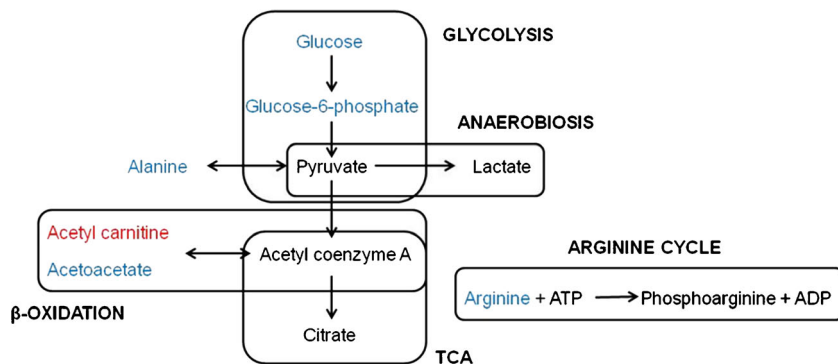 Glucose
GLYCOLYSIS
Glucose-6-phosphate
ANAEROBIOSIS
Alanine
Pyruvate
Lactate
Acetyl carnitine
Acetoacetate
Acetyl coenzyme A
ARGININE CYCLE
Arginine + ATP
Phosphoarginine + ADP
β-OXIDATION
Citrate
TCA